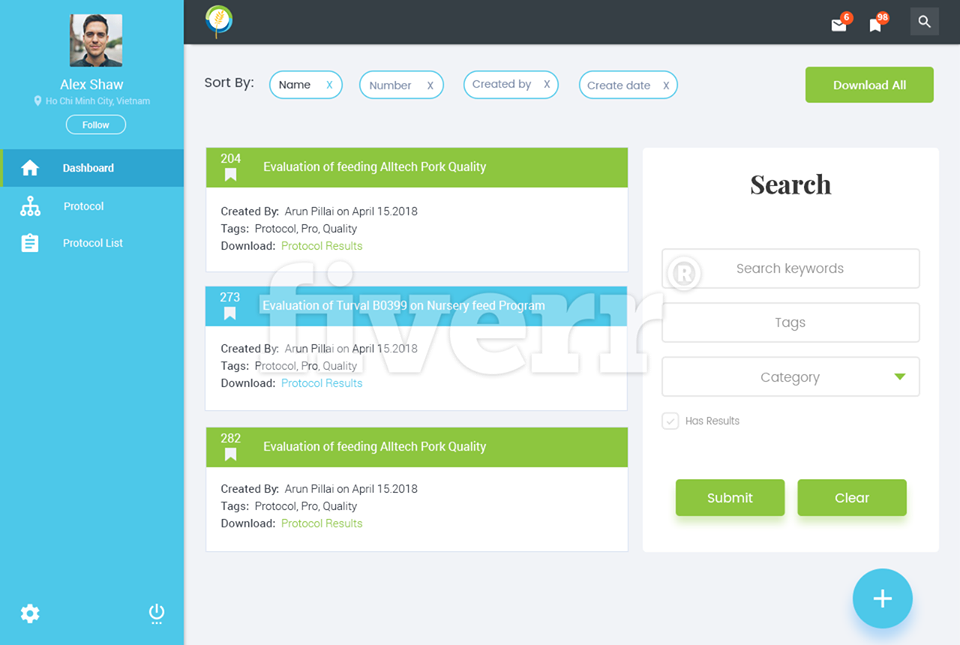 Alex Shaw
Ho Chi Minh City, Vietnam
Follow
Dashboard
Protocol
Protocol List
6
98
Sort By:
Name X
Number X
Created by X
Create date X
Download All
204
Evaluation of feeding Alltech Pork Quality
Created By: Arun Pillai on April 15.2018
Tags: Protocol, Pro, Quality
Download: Protocol Results
273
Evaluation of Turval B0399 on Nursery feed Program
Created By: Arun Pillai on April 15.2018
Tags: Protocol, Pro, Quality
Download: Protocol Results
282
Evaluation of feeding Alltech Pork Quality
Created By: Arun Pillai on April 15.2018
Tags: Protocol, Pro, Quality
Download: Protocol Results
Search
Search keywords
Tags
Category
Has Results
Submit
Clear
+
fiverr®